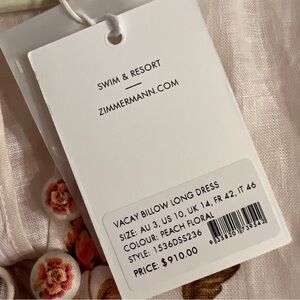 SWIM & RESORT
ZIMMERMANN.COM
VACAY BILLOW LONG DRESS
SIZE: AU 3, US 10, UK 14, FR 42, IT 46
COLOUR: PEACH FLORAL
STYLE: 1536DSS236
PRICE: $910.00